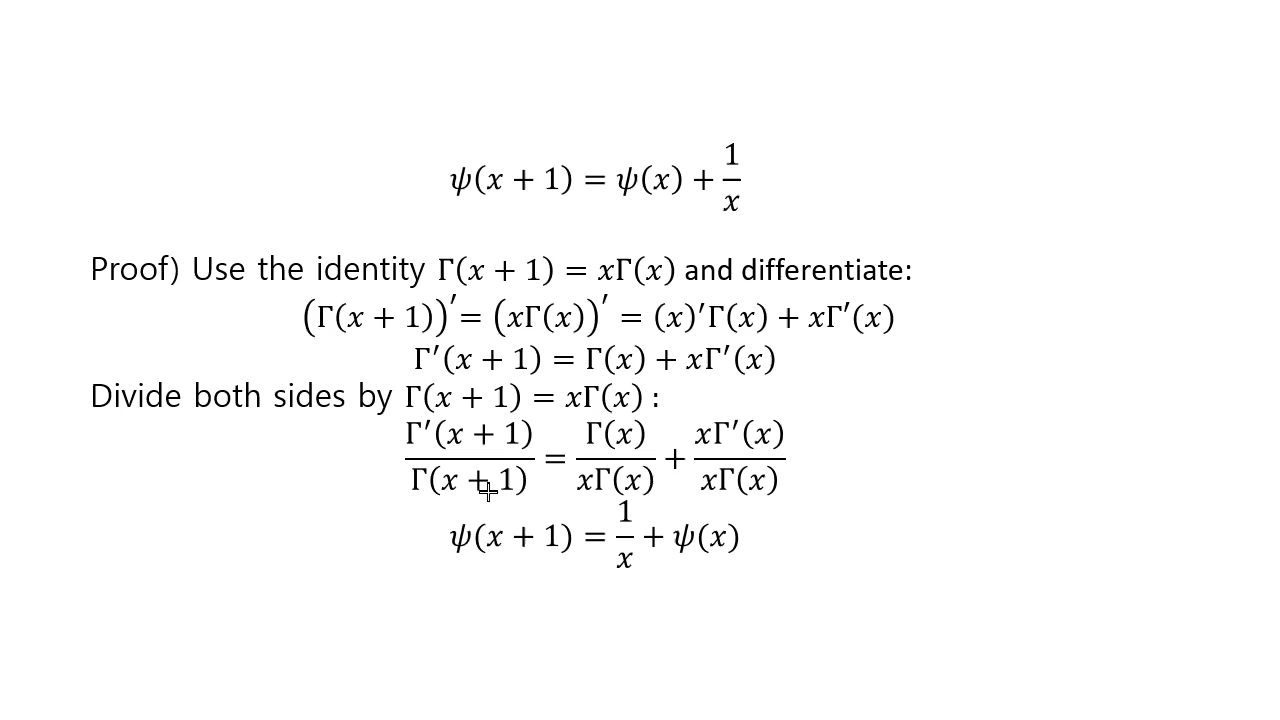 𝜓(𝑥 + 1) = 𝜓(𝑥) + 1/𝑥
Proof) Use the identity Γ(𝑥 + 1) = 𝑥Γ(𝑥) and differentiate:
(Γ(𝑥 + 1))′ = (𝑥Γ(𝑥))′ = (𝑥)′Γ(𝑥) + 𝑥Γ′(𝑥)
Γ′(𝑥 + 1) = Γ(𝑥) + 𝑥Γ′(𝑥)
Divide both sides by Γ(𝑥 + 1) = 𝑥Γ(𝑥) :
Γ′(𝑥 + 1)/Γ(𝑥 + 1) = Γ(𝑥)/𝑥Γ(𝑥) + 𝑥Γ′(𝑥)/𝑥Γ(𝑥)
𝜓(𝑥 + 1) = 1/𝑥 + 𝜓(𝑥)